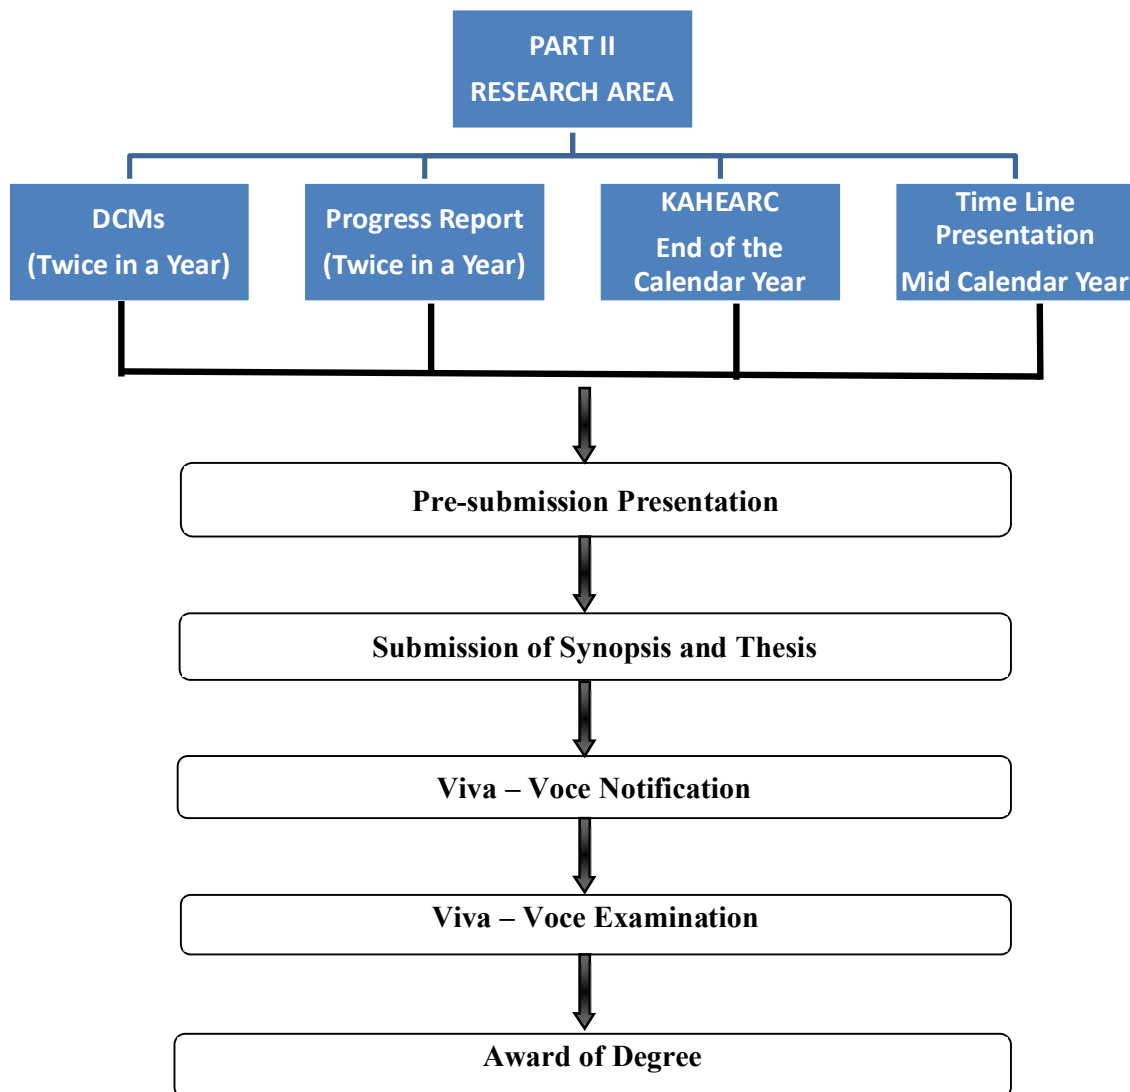 PART II
RESEARCH AREA
DCMs
(Twice in a Year)
Progress Report
(Twice in a Year)
KAHEARC
End of the
Calendar Year
Time Line
Presentation
Mid Calendar Year
Pre-submission Presentation
Submission of Synopsis and Thesis
Viva – Voce Notification
Viva – Voce Examination
Award of Degree